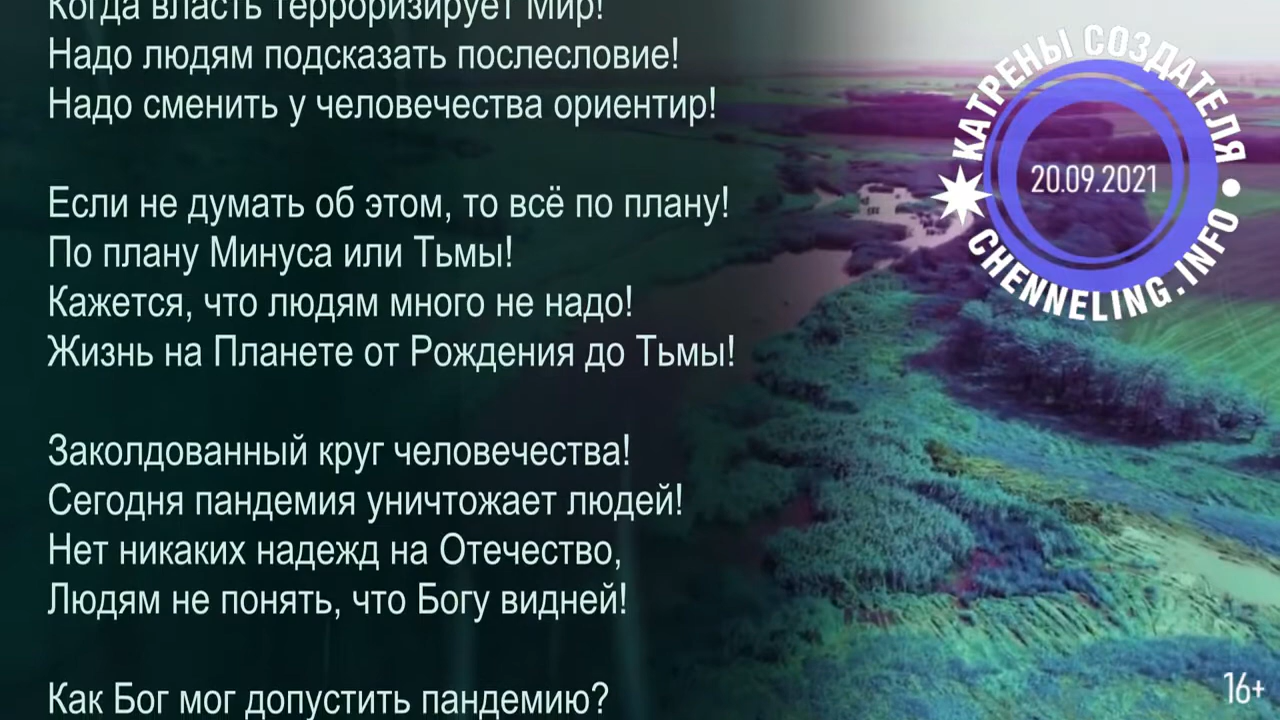 Когда власть терроризирует Мир!
Надо людям подсказать послесловие!
Надо сменить у человечества ориентир!
Если не думать об этом, то всё по плану!
По плану Минуса или Тьмы!
Кажется, что людям много не надо!
Жизнь на Планете от Рождения до Тьмы!
Заколдованный круг человечества!
Сегодня пандемия уничтожает людей!
Нет никаких надежд на Отечество,
Людям не понять, что Богу видней!
Как Бог мог допустить пандемию?
КАТРЕНЫ СОЗДАТЕЛЯ
20.09.2021
CHENNELING.INFO
16+